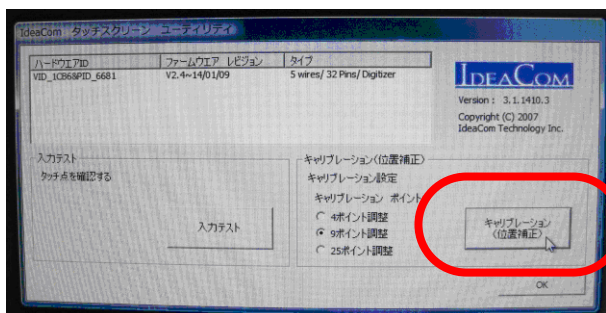 IdeaCom タッチスクリーン ユーティリティ
ハードウエアID ファームウエア レビジョン タイプ
VID_1CB6&PID_6681 V2.4~14/01/09 5 wires/ 32 Pins/ Digitizer
IDEACOM
Version : 3.1.1410.3
Copyright (C) 2007
IdeaCom Technology Inc.
入力テスト
タッチ点を確認する
入力テスト
キャリブレーション(位置補正)
キャリブレーション設定
キャリブレーション ポイント
4ポイント調整
9ポイント調整
25ポイント調整
キャリブレーション
(位置補正)
OK